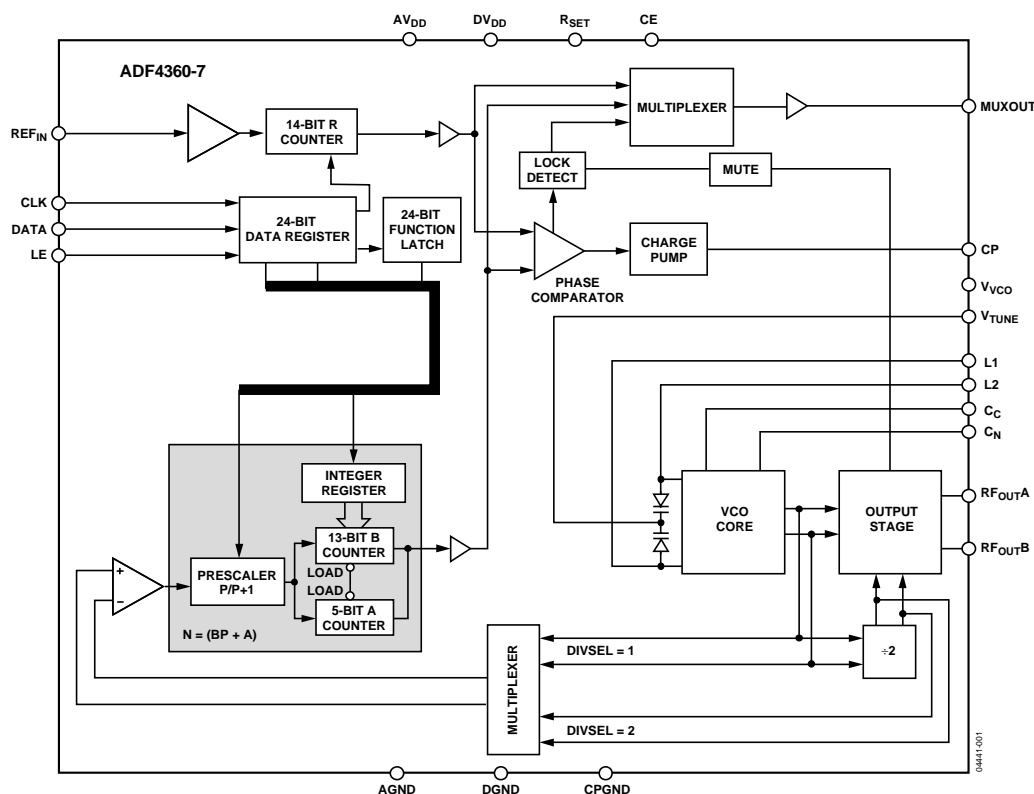 AVDD
DVDD
RSET
CE
ADF4360-7
REFIN
14-BIT R
COUNTER
MULTIPLEXER
MUXOUT
LOCK
DETECT
MUTE
CLK
DATA
LE
24-BIT
DATA REGISTER
24-BIT
FUNCTION
LATCH
PHASE
COMPARATOR
CHARGE
PUMP
CP
VVCO
VTUNE
L1
L2
CC
CN
INTEGER
REGISTER
13-BIT B
COUNTER
LOAD
LOAD
5-BIT A
COUNTER
PRESCALER
P/P+1
+
−
N = (BP + A)
VCO
CORE
OUTPUT
STAGE
RFOUTA
RFOUTB
MULTIPLEXER
DIVSEL = 1
DIVSEL = 2
÷2
AGND
DGND
CPGND
04441-001